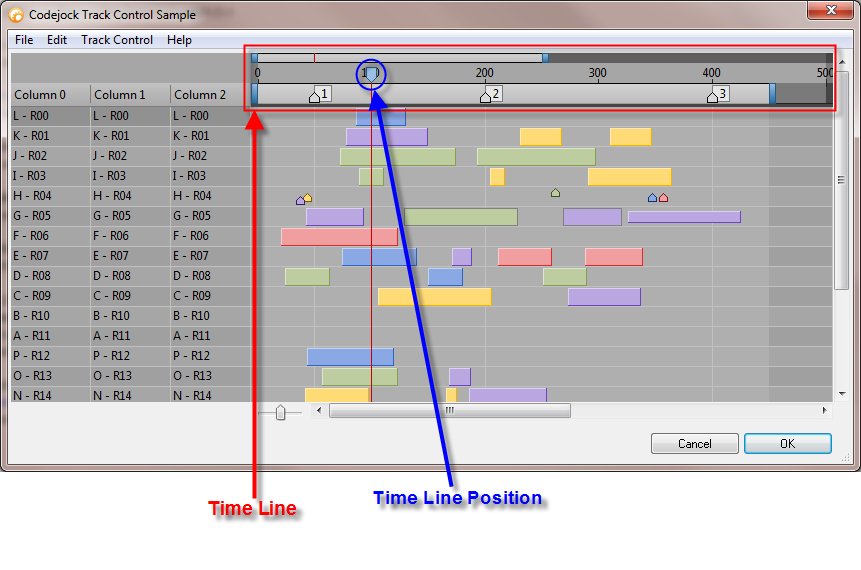 Codejock Track Control Sample
File Edit Track Control Help
0 100 200 300 400 500
Column 0 Column 1 Column 2
1 2 3
L - R00 L - R00 L - R00
K - R01 K - R01 K - R01
J - R02 J - R02 J - R02
I - R03 I - R03 I - R03
H - R04 H - R04 H - R04
G - R05 G - R05 G - R05
F - R06 F - R06 F - R06
E - R07 E - R07 E - R07
D - R08 D - R08 D - R08
C - R09 C - R09 C - R09
B - R10 B - R10 B - R10
A - R11 A - R11 A - R11
P - R12 P - R12 P - R12
O - R13 O - R13 O - R13
N - R14 N - R14 N - R14
Cancel OK
Time Line
Time Line Position